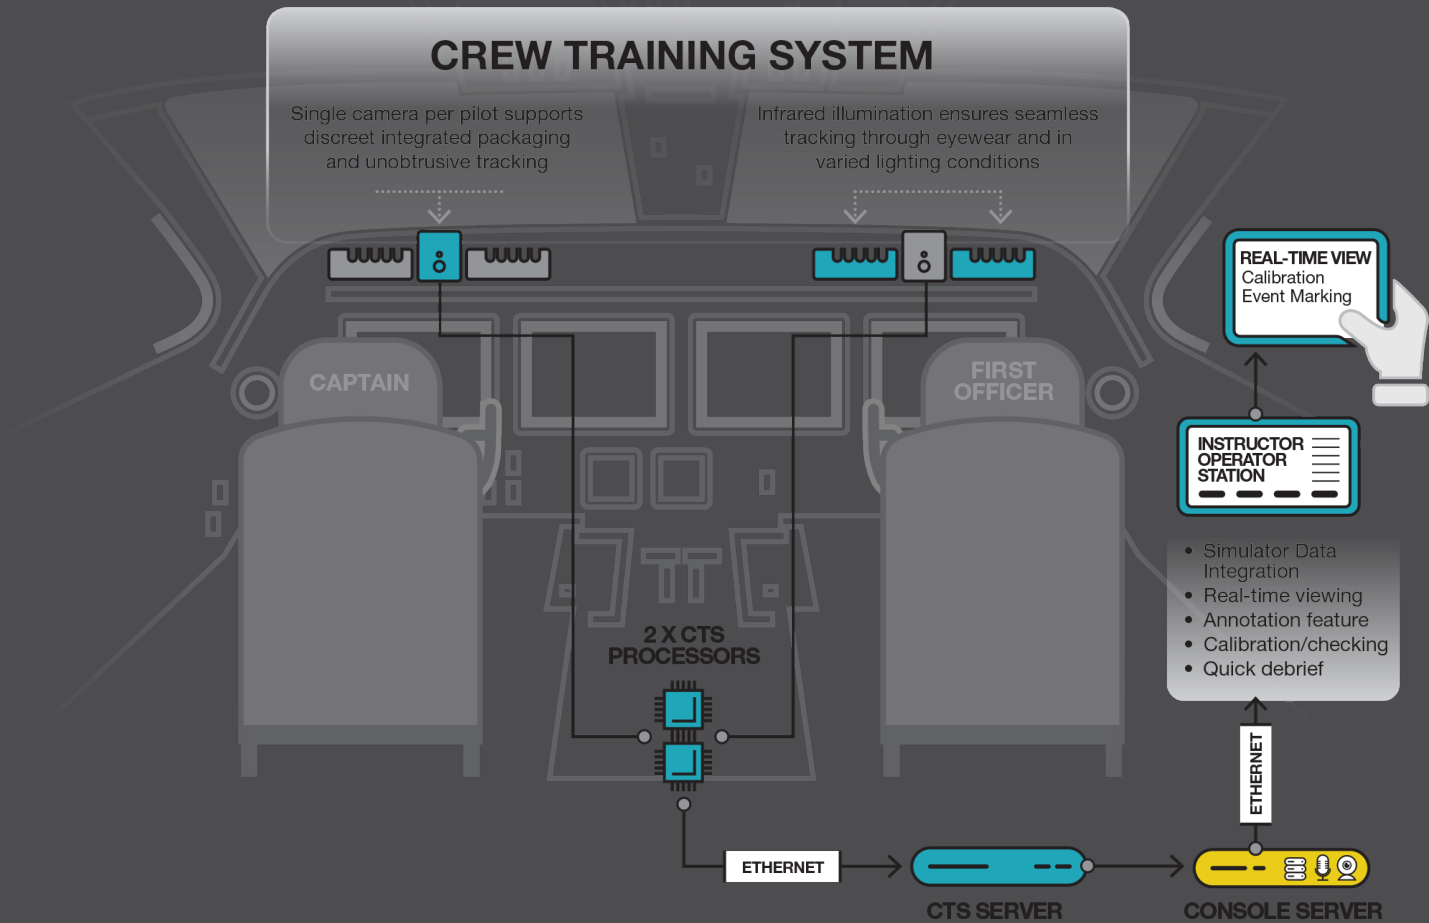 CREW TRAINING SYSTEM
Single camera per pilot supports
discreet integrated packaging
and unobtrusive tracking
Infrared illumination ensures seamless
tracking through eyewear and in
varied lighting conditions
REAL-TIME VIEW
Calibration
Event Marking
CAPTAIN
FIRST
OFFICER
INSTRUCTOR
OPERATOR
STATION
• Simulator Data
Integration
• Real-time viewing
• Annotation feature
• Calibration/checking
• Quick debrief
2 X CTS
PROCESSORS
ETHERNET
ETHERNET
CTS SERVER
CONSOLE SERVER